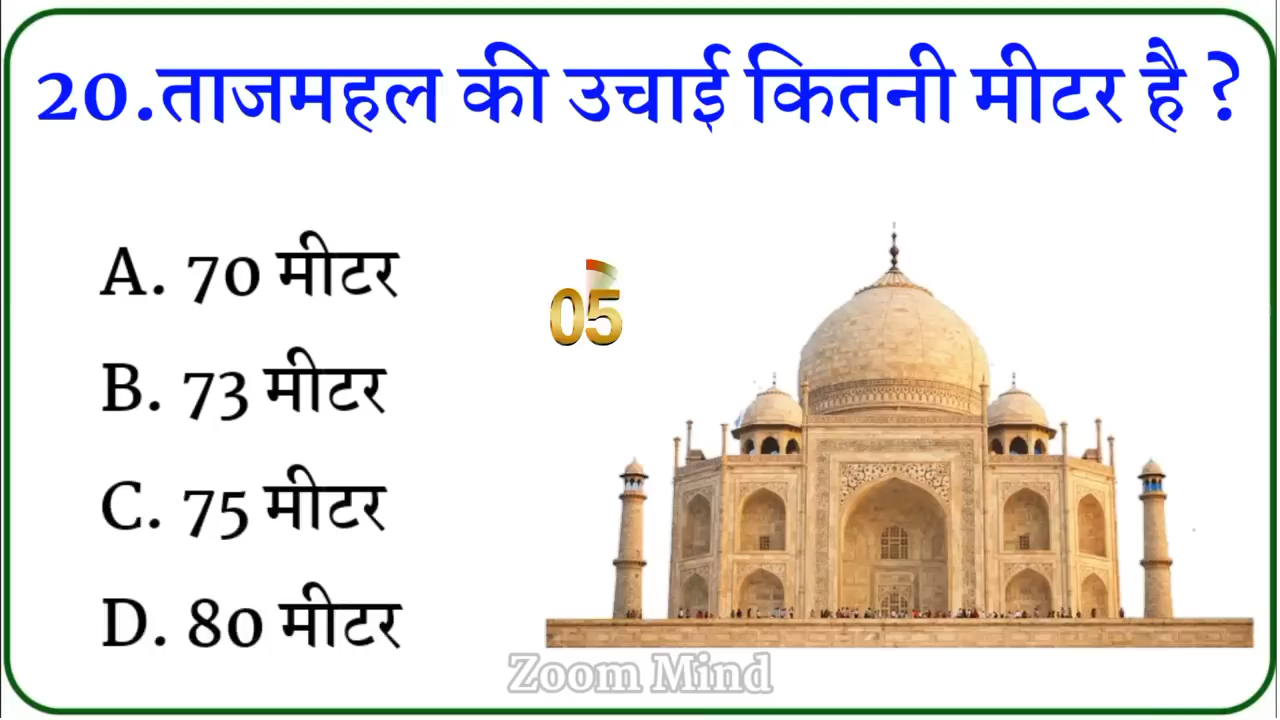 20.ताजमहल की उचाई कितनी मीटर है ?
A. 70 मीटर
05
B. 73 मीटर
C. 75 मीटर
D. 80 मीटर
Zoom Mind